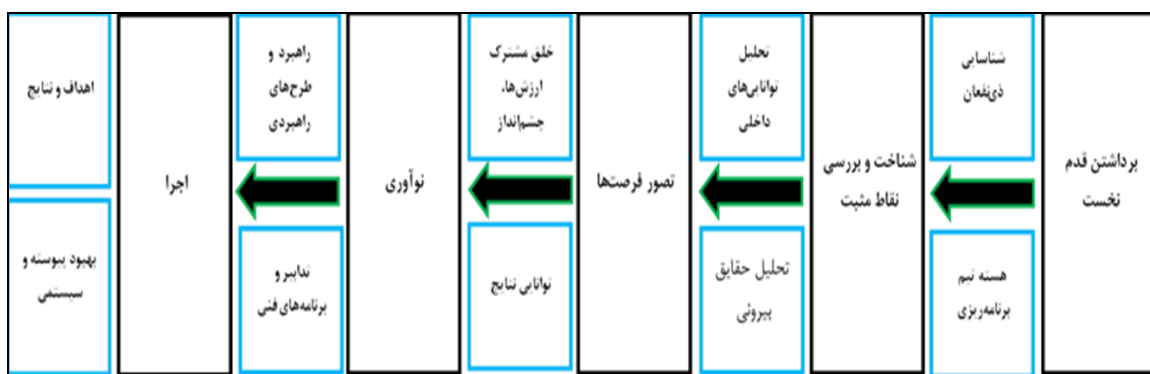 برداشتن قدم
نخست
شناسایی
ذی‌نفعان
هسته تیم
برنامه‌ریزی
شناخت و بررسی
نقاط مثبت
تحلیل
توانایی‌های
داخلی
تحلیل حقایق
بیرونی
تصور فرصت‌ها
خلق مشترک
ارزش‌ها،
چشم‌انداز
توانایی نتایج
نوآوری
راهبرد و
طرح‌های
راهبردی
تدابیر و
برنامه‌های فنی
اجرا
اهداف و نتایج
بهبود پیوسته و
سیستمی